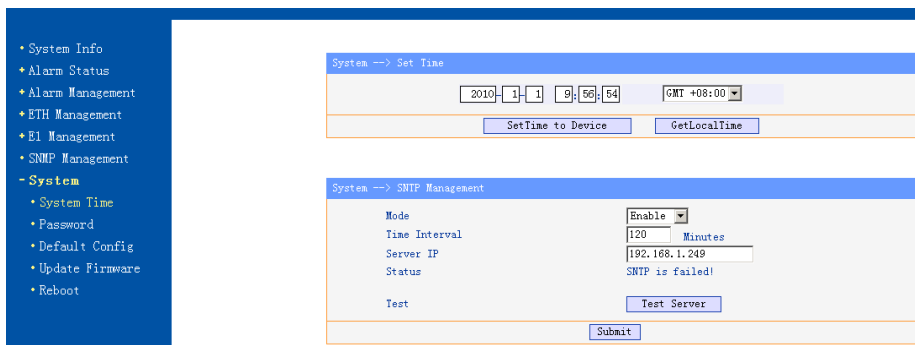 System Info
Alarm Status
Alarm Management
ETH Management
E1 Management
SNMP Management
- System
System Time
Password
Default Config
Update Firmware
Reboot
System --> Set Time
2010 - 1 - 1 9 : 56 : 54 GMT +08:00
SetTime to Device GetLocalTime
System --> SNTP Management
Mode Enable
Time Interval 120 Minutes
Server IP 192.168.1.249
Status SNTP is failed!
Test Test Server
Submit